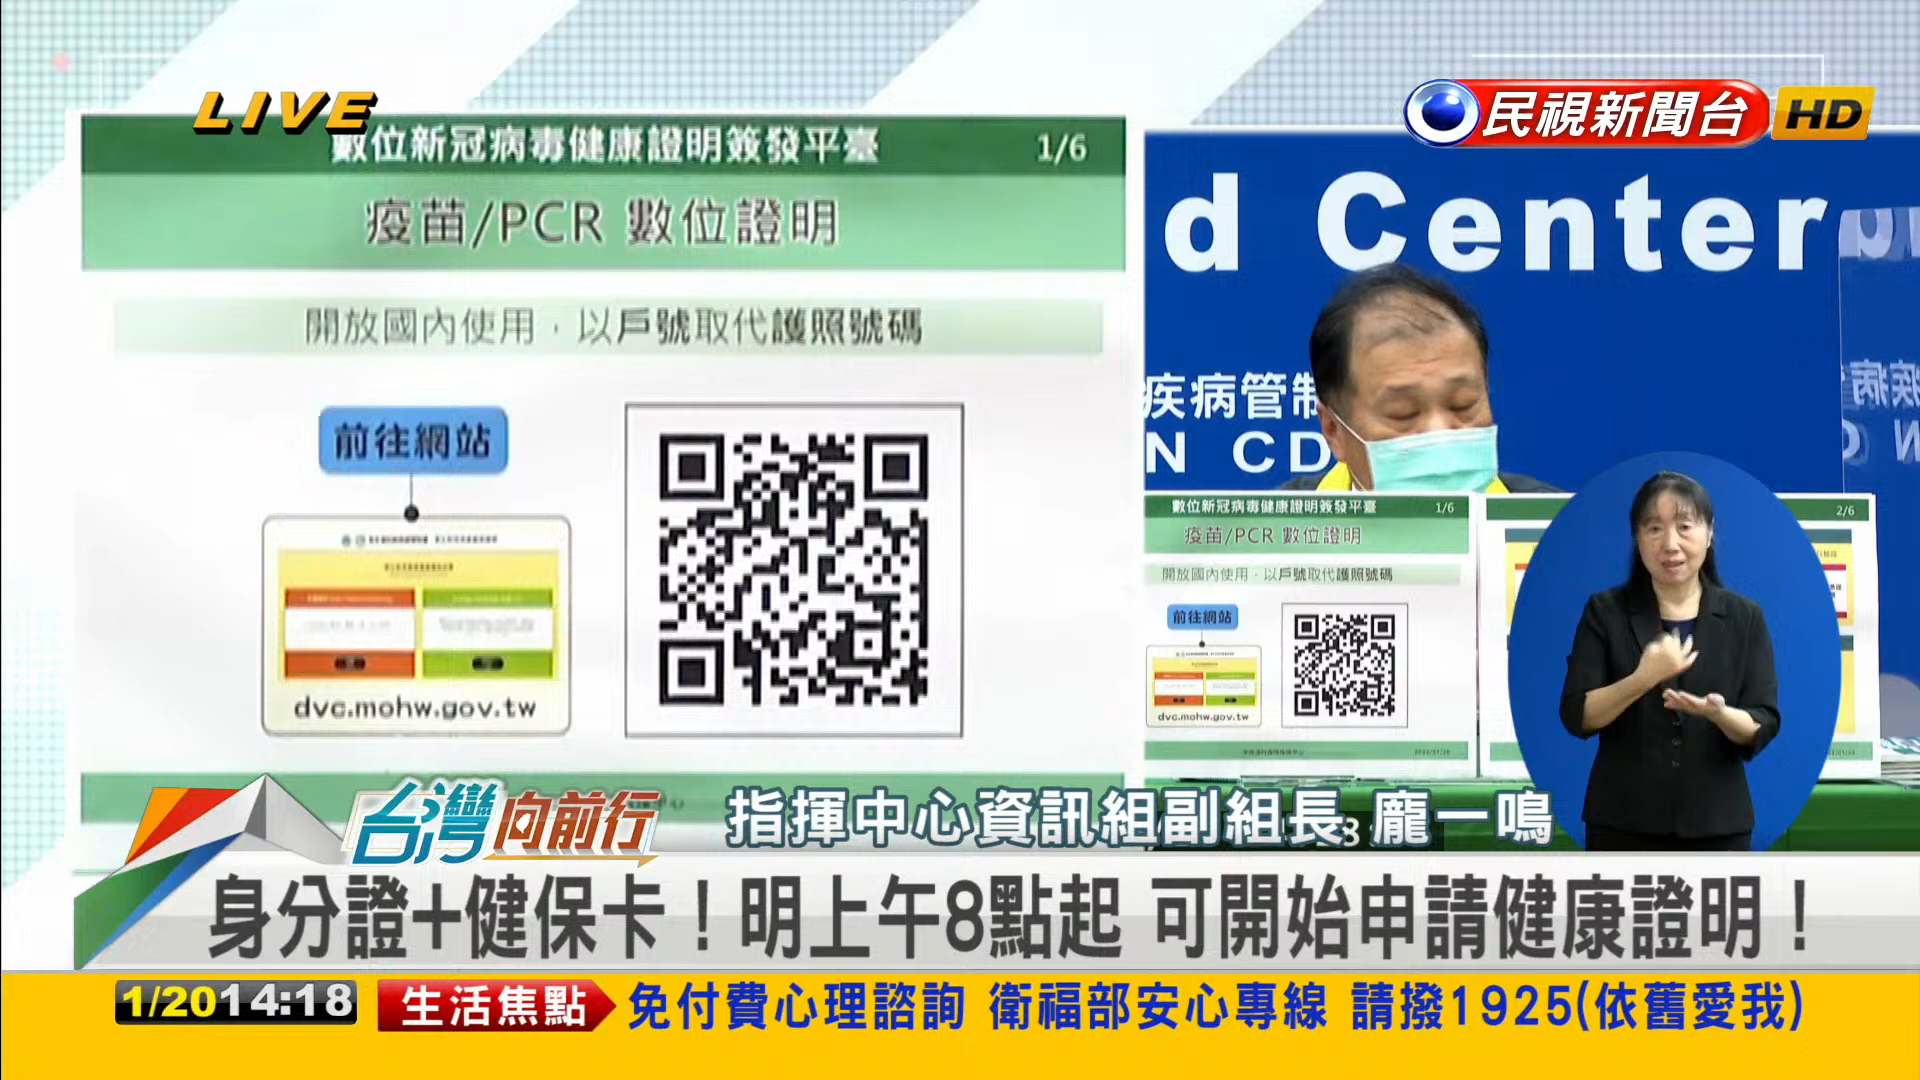 LIVE
民視新聞台 HD
數位新冠病毒健康證明簽發平臺 1/6
疫苗/PCR 數位證明
開放國內使用，以戶號取代護照號碼
前往網站
dvc.mohw.gov.tw
d Center
疾病管制
N CD
數位新冠病毒健康證明簽發平臺 1/6
疫苗/PCR 數位證明
開放國內使用，以戶號取代護照號碼
前往網站
dvc.mohw.gov.tw
2/6
台灣向前行
指揮中心資訊組副組長 龐一鳴
身分證+健保卡！明上午8點起 可開始申請健康證明！
1/20 14:18 生活焦點 免付費心理諮詢 衛福部安心專線 請撥1925(依舊愛我)